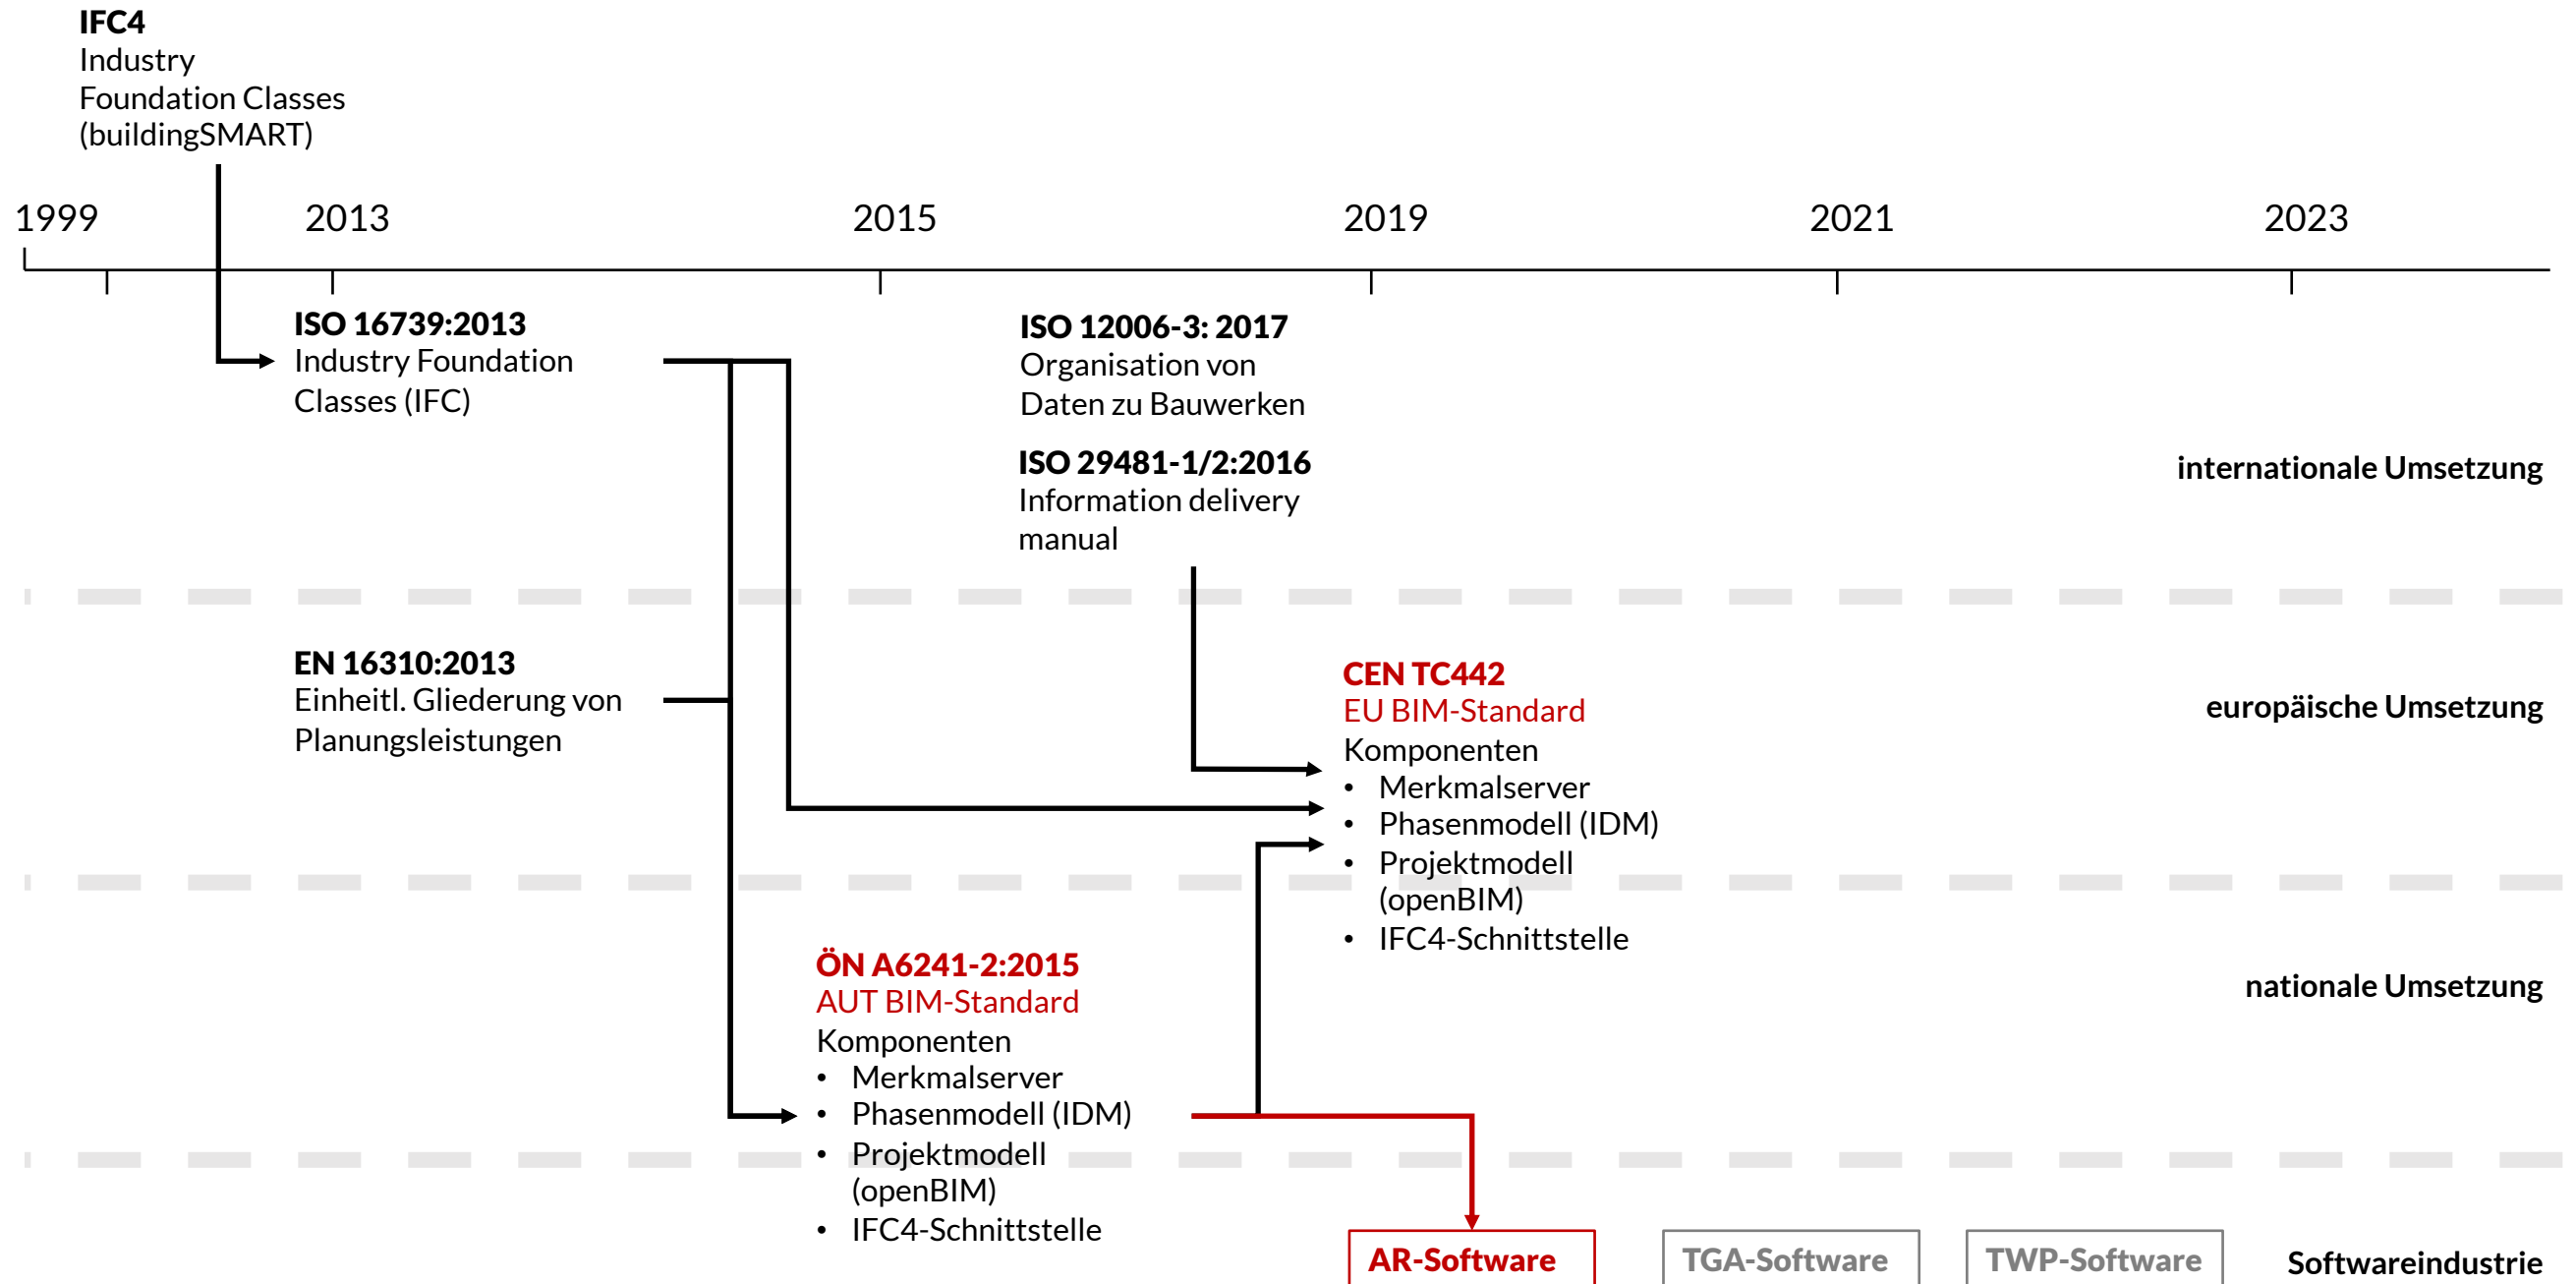 IFC4
Industry
Foundation Classes
(buildingSMART)
1999
2013
2015
2019
2021
2023
ISO 16739:2013
Industry Foundation
Classes (IFC)
ISO 12006-3: 2017
Organisation von
Daten zu Bauwerken
ISO 29481-1/2:2016
Information delivery
manual
internationale Umsetzung
EN 16310:2013
Einheitl. Gliederung von
Planungsleistungen
CEN TC442
EU BIM-Standard
Komponenten
• Merkmalserver
• Phasenmodell (IDM)
• Projektmodell
(openBIM)
• IFC4-Schnittstelle
europäische Umsetzung
ÖN A6241-2:2015
AUT BIM-Standard
Komponenten
• Merkmalserver
• Phasenmodell (IDM)
• Projektmodell
(openBIM)
• IFC4-Schnittstelle
nationale Umsetzung
AR-Software
TGA-Software
TWP-Software
Softwareindustrie